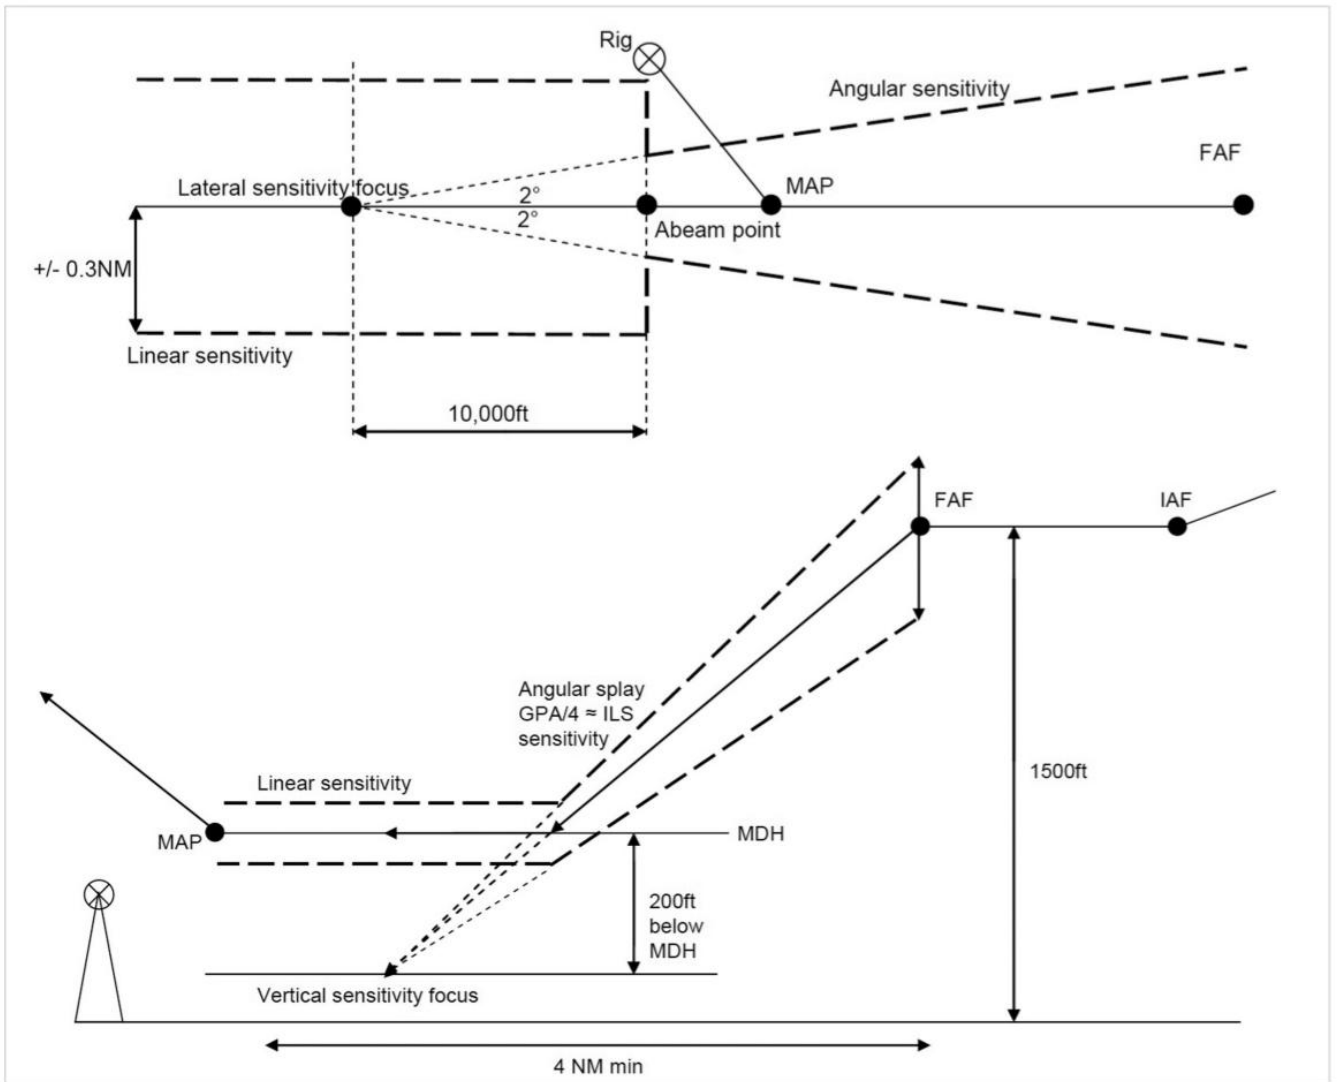 Rig
Angular sensitivity
FAF
Lateral sensitivity focus
2°
MAP
2°
Abeam point
+/- 0.3NM
Linear sensitivity
10,000ft
FAF
IAF
Angular splay
GPA/4 ≈ ILS
sensitivity
1500ft
Linear sensitivity
MAP
MDH
200ft
below
MDH
Vertical sensitivity focus
4 NM min